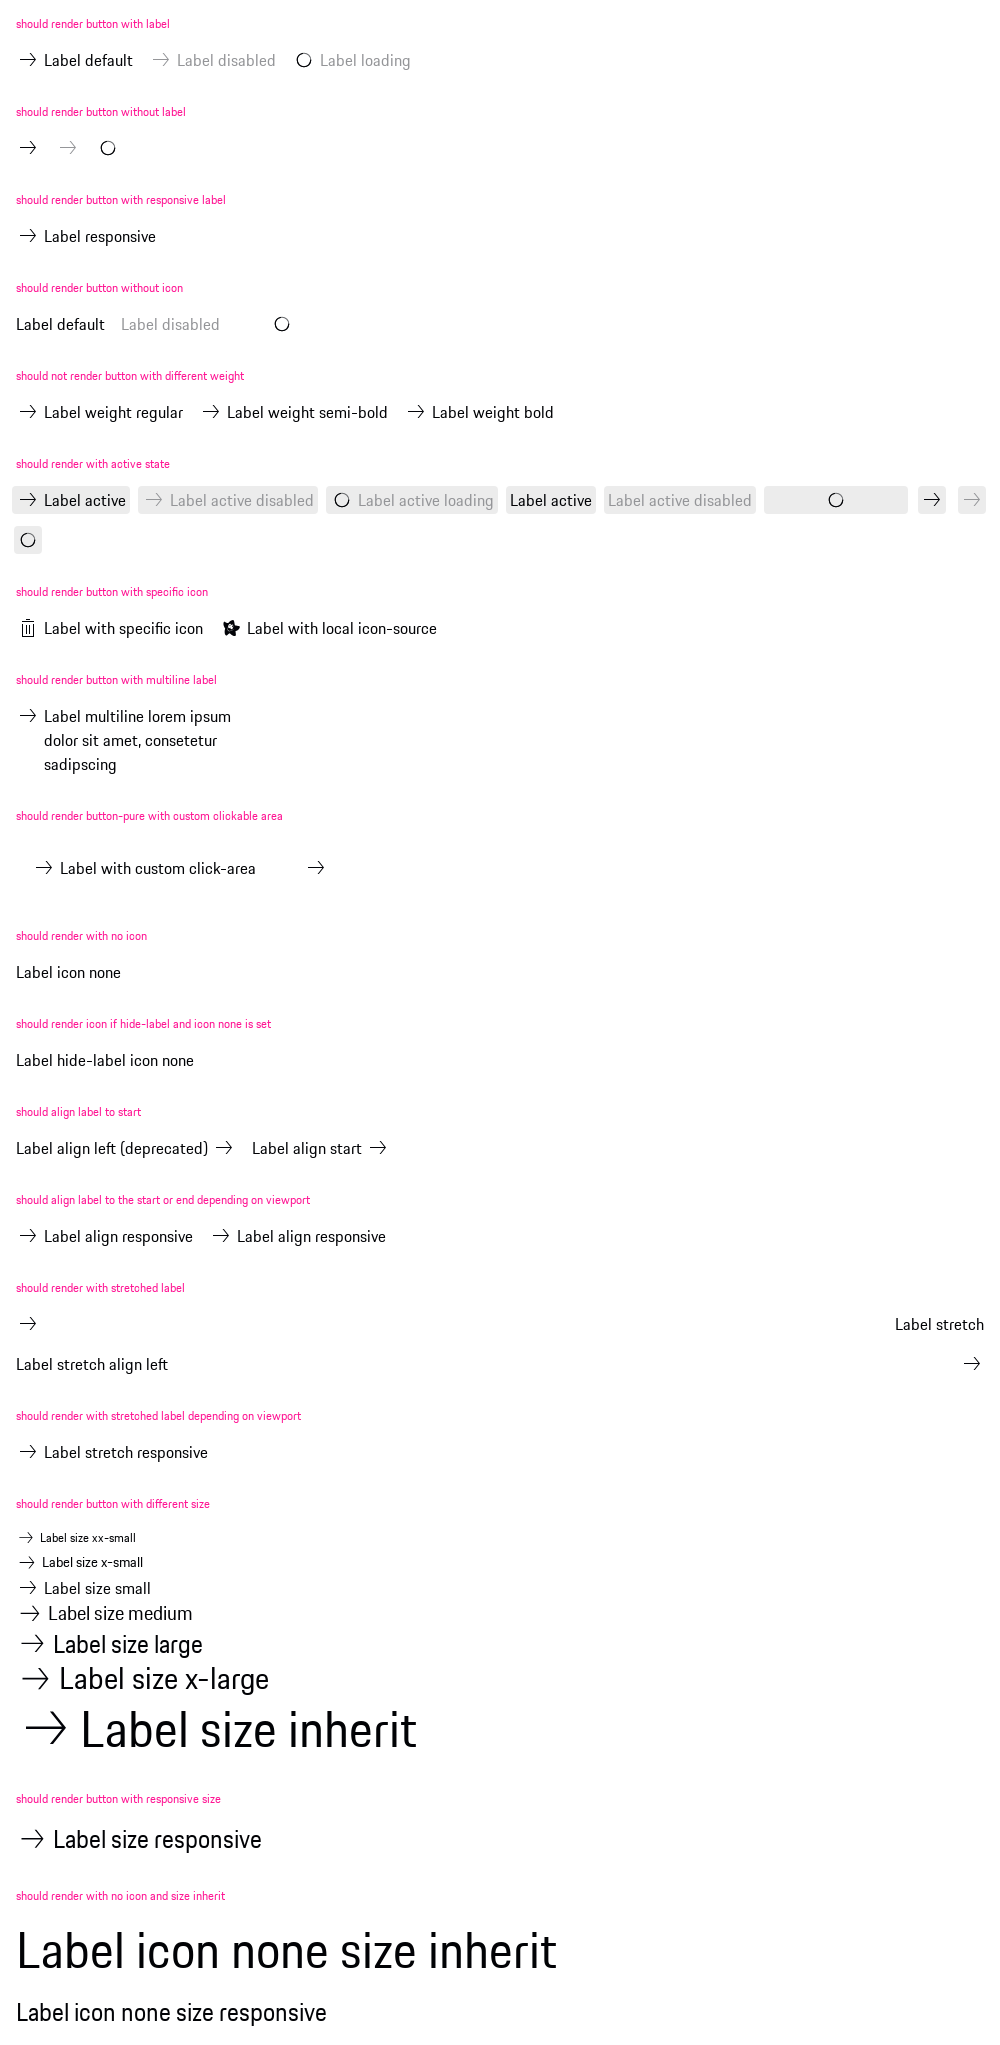 should render button with label
Label default Label disabled Label loading
should render button without label
should render button with responsive label
Label responsive
should render button without icon
Label default Label disabled
should not render button with different weight
Label weight regular Label weight semi-bold Label weight bold
should render with active state
Label active Label active disabled Label active loading Label active Label active disabled
should render button with specific icon
Label with specific icon Label with local icon-source
should render button with multiline label
Label multiline lorem ipsum
dolor sit amet, consetetur
sadipscing
should render button-pure with custom clickable area
Label with custom click-area
should render with no icon
Label icon none
should render icon if hide-label and icon none is set
Label hide-label icon none
should align label to start
Label align left (deprecated) Label align start
should align label to the start or end depending on viewport
Label align responsive Label align responsive
should render with stretched label
Label stretch
Label stretch align left
should render with stretched label depending on viewport
Label stretch responsive
should render button with different size
Label size xx-small
Label size x-small
Label size small
Label size medium
Label size large
Label size x-large
Label size inherit
should render button with responsive size
Label size responsive
should render with no icon and size inherit
Label icon none size inherit
Label icon none size responsive